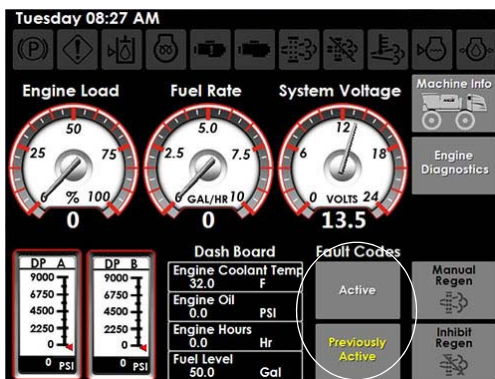 Tuesday 08:27 AM
(P)
Engine Load
Fuel Rate
System Voltage
Machine Info
50
25
75
0
% 100
0
5.0
2.5
7.5
0
GAL/HR 10
0
12
6
18
0 VOLTS 24
13.5
Engine
Diagnostics
DP A
9000
6750
4500
2250
0
0 PSI
DP B
9000
6750
4500
2250
0
0 PSI
Dash Board
Engine Coolant Temp
32.0 F
Engine Oil
0.0 PSI
Engine Hours
0.0 Hr
Fuel Level
50.0 Gal
Fault Codes
Active
Previously
Active
Manual
Regen
Inhibit
Regen